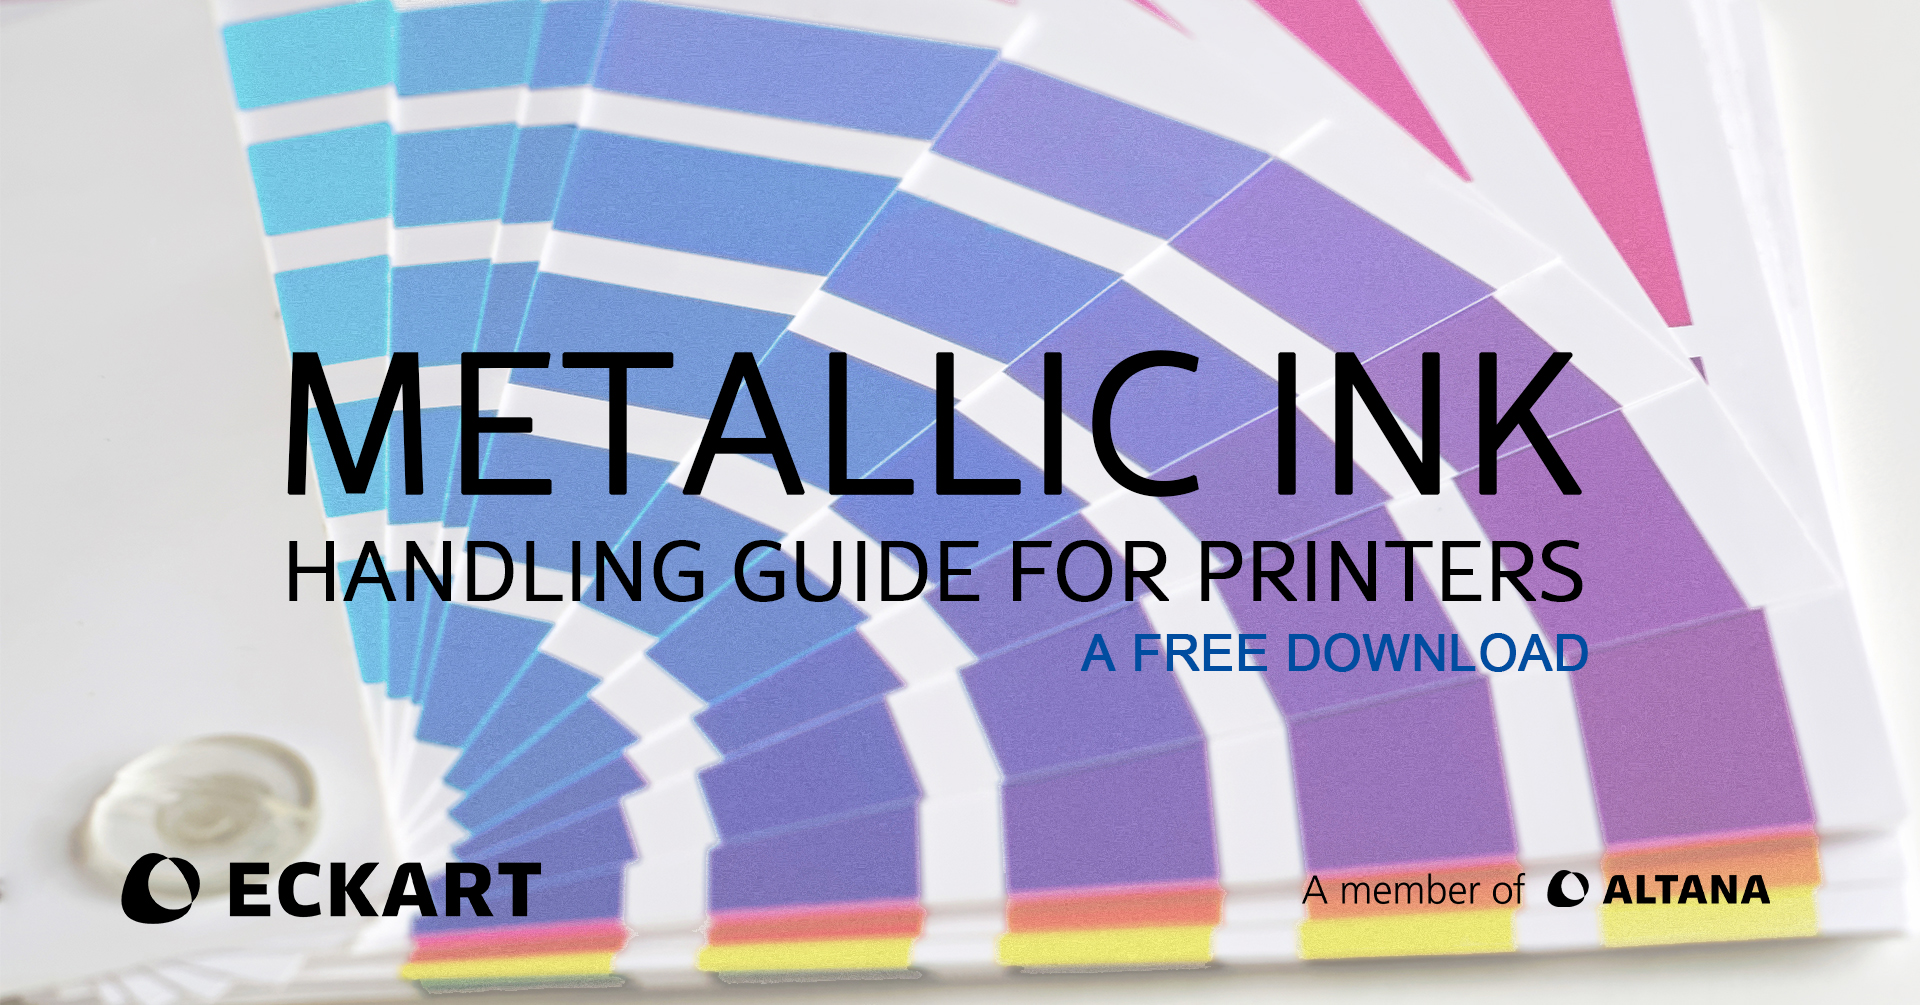 METALLIC INK
HANDLING GUIDE FOR PRINTERS
A FREE DOWNLOAD
ECKART
A member of ALTANA